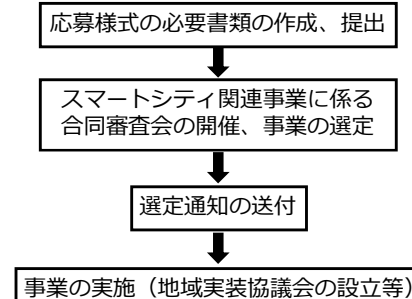 応募様式の必要書類の作成、提出
スマートシティ関連事業に係る
合同審査会の開催、事業の選定
選定通知の送付
事業の実施（地域実装協議会の設立等）